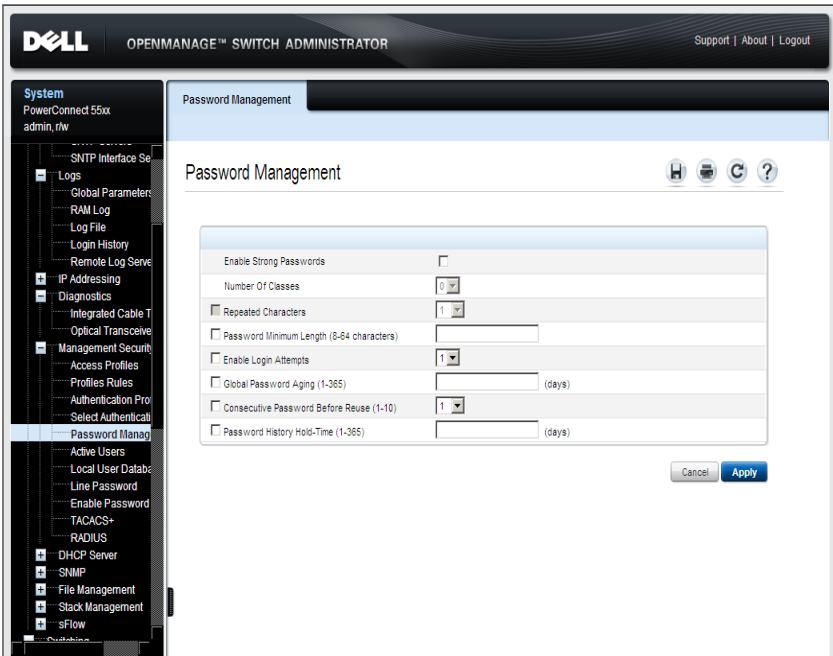 DELL
OPENMANAGE™ SWITCH ADMINISTRATOR
Support | About | Logout
System
PowerConnect 55xx
admin, r/w
SNTP Interface Se
Logs
Global Parameters
RAM Log
Log File
Login History
Remote Log Serve
IP Addressing
Diagnostics
Integrated Cable T
Optical Transceive
Management Securit
Access Profiles
Profiles Rules
Authentication Pro
Select Authenticati
Password Manag
Active Users
Local User Databa
Line Password
Enable Password
TACACS+
RADIUS
DHCP Server
SNMP
File Management
Stack Management
sFlow
Switching
Password Management
Password Management
Enable Strong Passwords
Number Of Classes 0
Repeated Characters 1
Password Minimum Length (8-64 characters)
Enable Login Attempts 1
Global Password Aging (1-365) (days)
Consecutive Password Before Reuse (1-10) 1
Password History Hold-Time (1-365) (days)
Cancel Apply